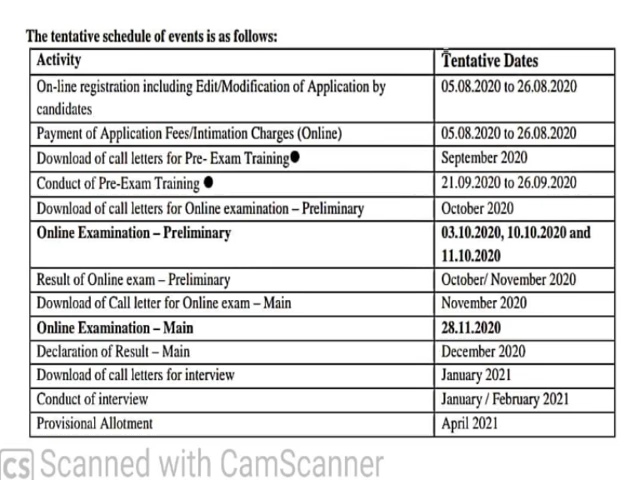 The tentative schedule of events is as follows:
Activity Tentative Dates
On-line registration including Edit/Modification of Application by 05.08.2020 to 26.08.2020
candidates
Payment of Application Fees/Intimation Charges (Online) 05.08.2020 to 26.08.2020
Download of call letters for Pre- Exam Training● September 2020
Conduct of Pre-Exam Training ● 21.09.2020 to 26.09.2020
Download of call letters for Online examination – Preliminary October 2020
Online Examination – Preliminary 03.10.2020, 10.10.2020 and
11.10.2020
Result of Online exam – Preliminary October/ November 2020
Download of Call letter for Online exam – Main November 2020
Online Examination – Main 28.11.2020
Declaration of Result – Main December 2020
Download of call letters for interview January 2021
Conduct of interview January / February 2021
Provisional Allotment April 2021
CS Scanned with CamScanner